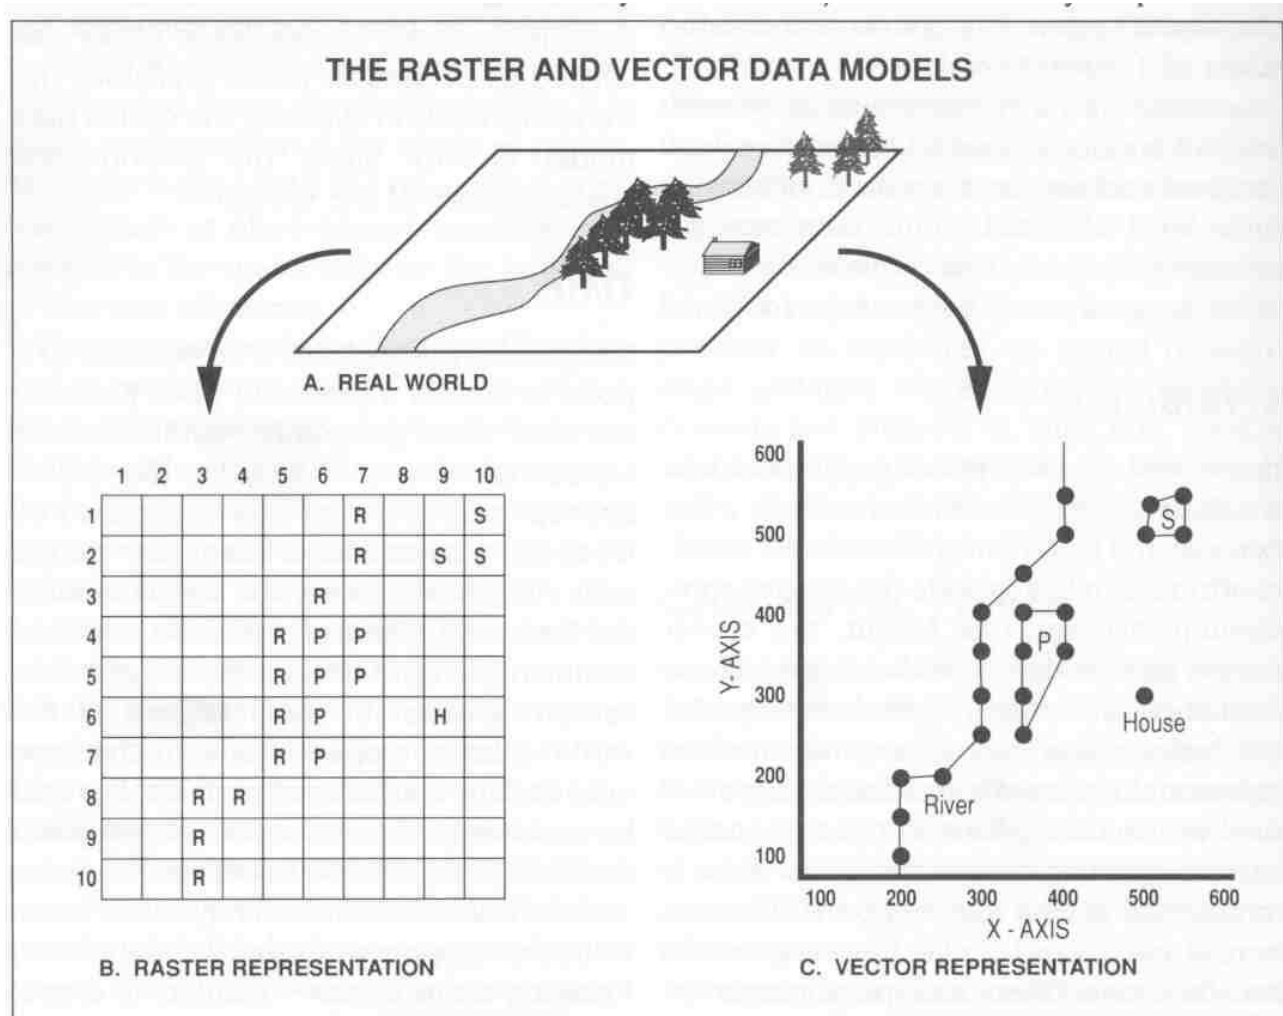 THE RASTER AND VECTOR DATA MODELS
A. REAL WORLD
1 2 3 4 5 6 7 8 9 10
1 R S
2 R S S
3 R
4 R P P
5 R P P
6 R P H
7 R P
8 R R
9 R
10 R
B. RASTER REPRESENTATION
600
500
400
300
200
100
Y- AXIS
S
P
House
River
100 200 300 400 500 600
X - AXIS
C. VECTOR REPRESENTATION